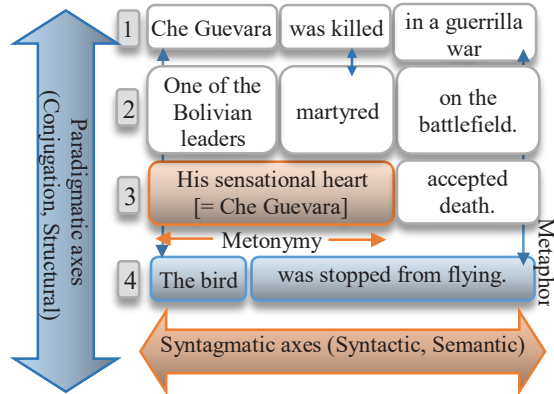 1
Che Guevara
was killed
in a guerrilla
war
2
One of the
Bolivian
leaders
martyred
on the
battlefield.
3
His sensational heart
[= Che Guevara]
accepted
death.
Metonymy
4
The bird
was stopped from flying.
Metaphor
Paradigmatic axes
(Conjugation, Structural)
Syntagmatic axes (Syntactic, Semantic)